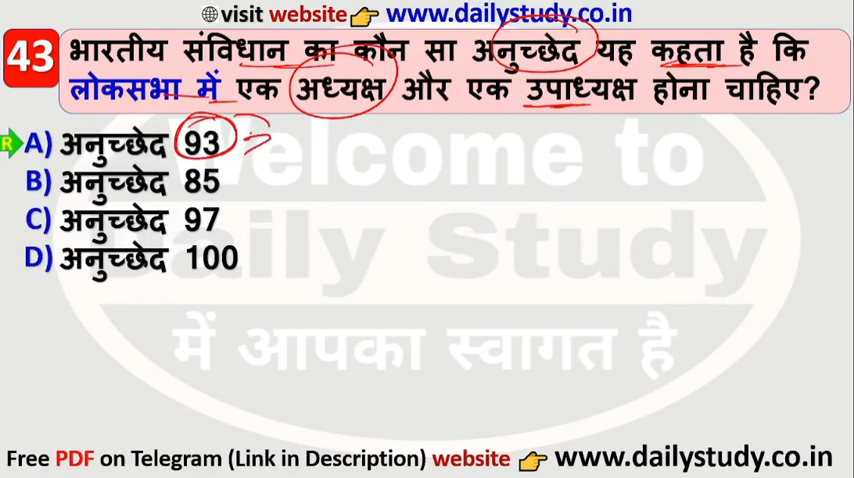 visit website 👉 www.dailystudy.co.in
43 भारतीय संविधान का कौन सा अनुच्छेद यह कहता है कि
लोकसभा में एक अध्यक्ष और एक उपाध्यक्ष होना चाहिए?
R A) अनुच्छेद 93
B) अनुच्छेद 85
C) अनुच्छेद 97
D) अनुच्छेद 100
Welcome to
Daily Study
में आपका स्वागत है
Free PDF on Telegram (Link in Description) website 👉 www.dailystudy.co.in